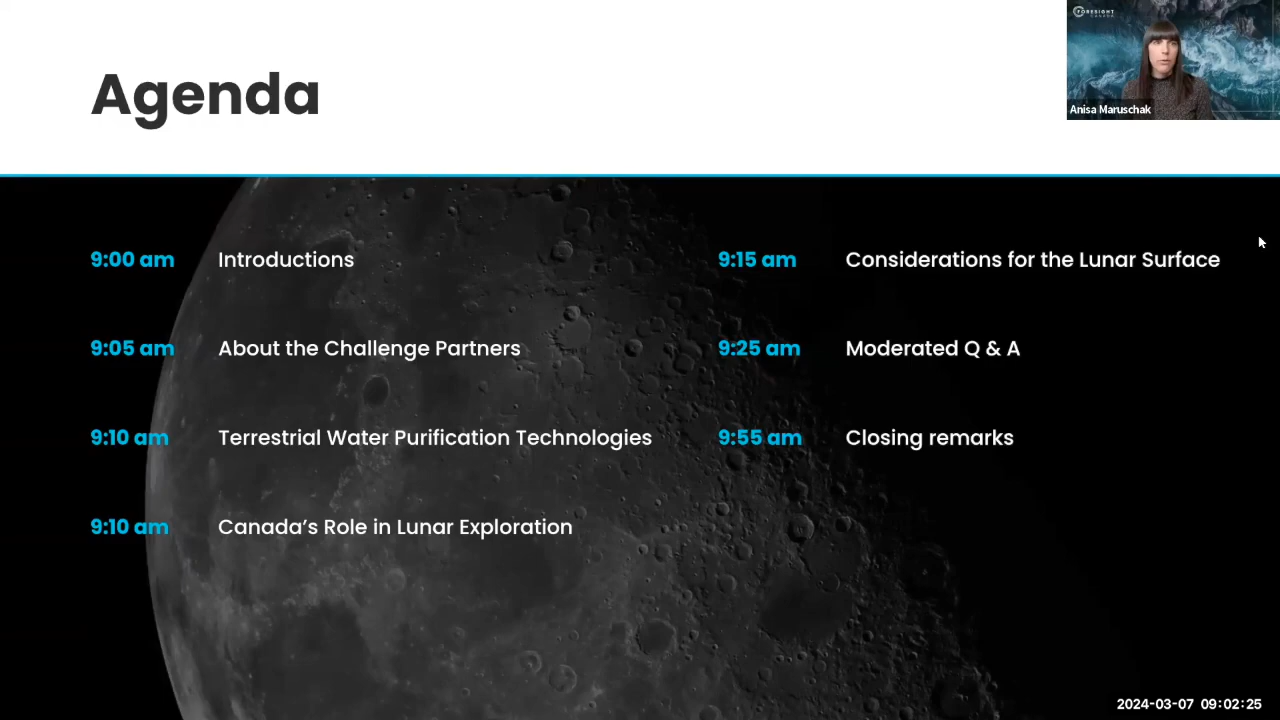 Agenda
FORESIGHT
CANADA
Anisa Maruschak
9:00 am Introductions
9:05 am About the Challenge Partners
9:10 am Terrestrial Water Purification Technologies
9:10 am Canada’s Role in Lunar Exploration
9:15 am Considerations for the Lunar Surface
9:25 am Moderated Q & A
9:55 am Closing remarks
2024-03-07 09:02:25